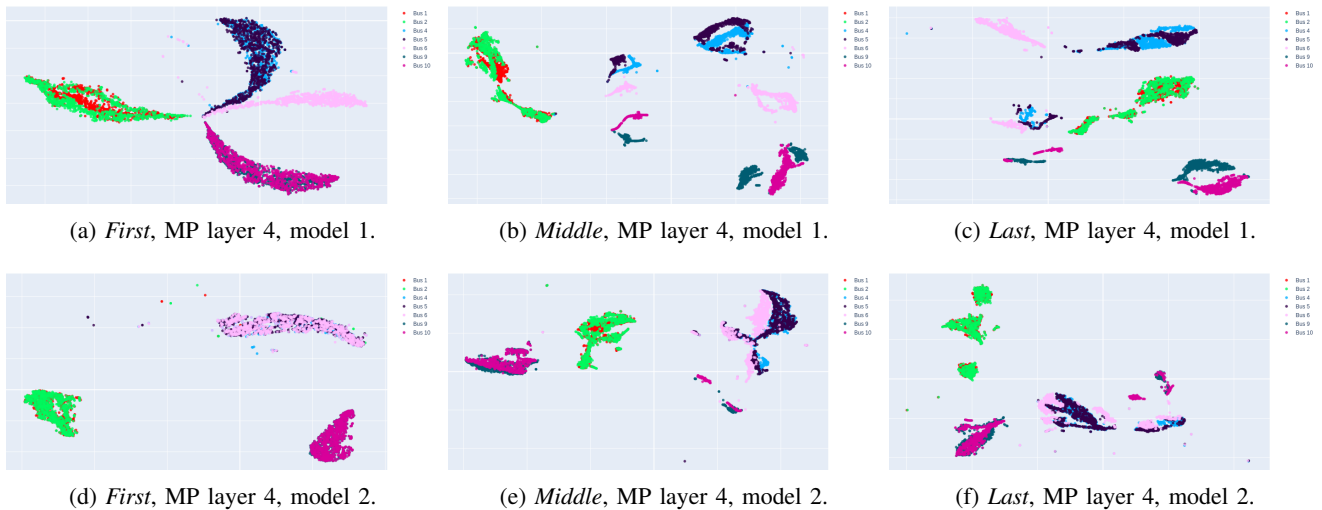 Bus 1
Bus 2
Bus 4
Bus 5
Bus 6
Bus 9
Bus 10
Bus 1
Bus 2
Bus 4
Bus 5
Bus 6
Bus 9
Bus 10
Bus 1
Bus 2
Bus 4
Bus 5
Bus 6
Bus 9
Bus 10
(a) First, MP layer 4, model 1.
(b) Middle, MP layer 4, model 1.
(c) Last, MP layer 4, model 1.
Bus 1
Bus 2
Bus 4
Bus 5
Bus 6
Bus 9
Bus 10
Bus 1
Bus 2
Bus 4
Bus 5
Bus 6
Bus 9
Bus 10
Bus 1
Bus 2
Bus 4
Bus 5
Bus 6
Bus 9
Bus 10
(d) First, MP layer 4, model 2.
(e) Middle, MP layer 4, model 2.
(f) Last, MP layer 4, model 2.